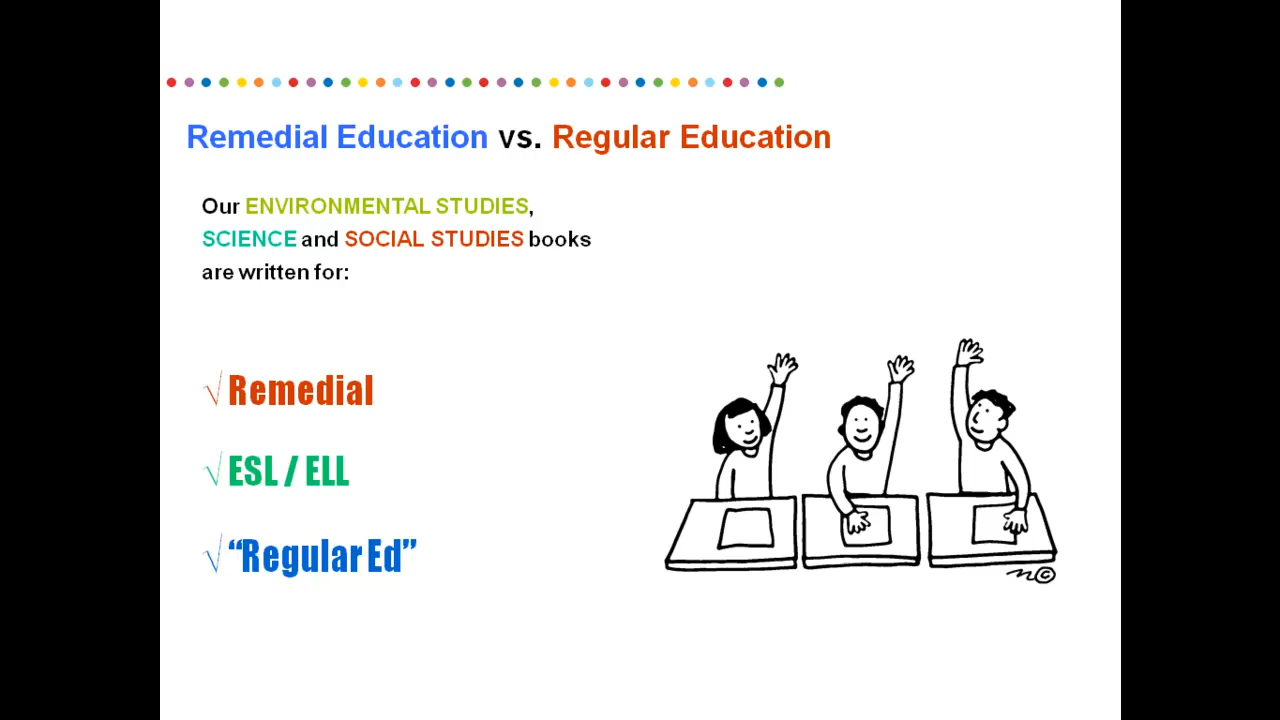 Remedial Education vs. Regular Education
Our ENVIRONMENTAL STUDIES,
SCIENCE and SOCIAL STUDIES books
are written for:
√ Remedial
√ ESL / ELL
√ “Regular Ed”
©